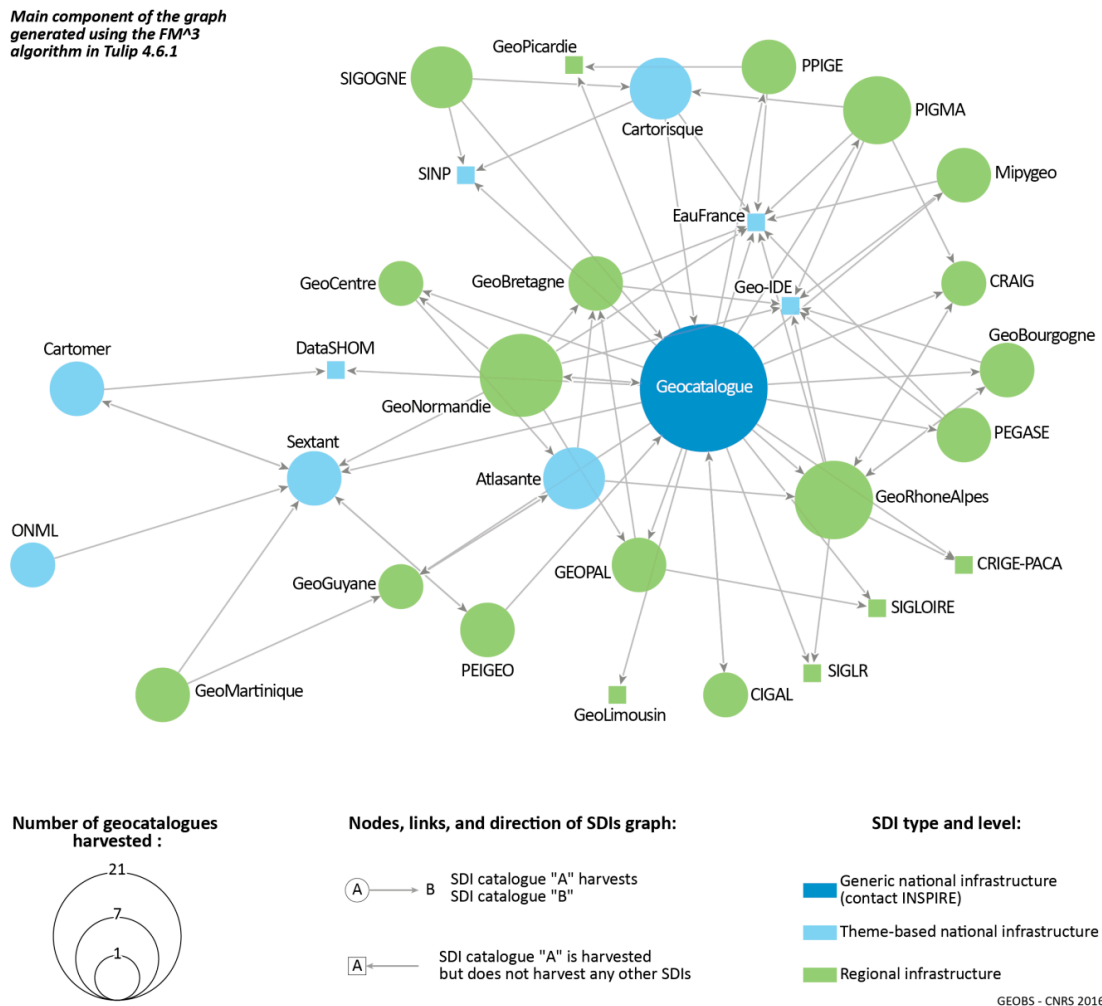 Main component of the graph
generated using the FM^3
algorithm in Tulip 4.6.1
GeoPicardie
PPIGE
SIGOGNE
PIGMA
Cartorisque
SINP
Mipygeo
EauFrance
GeoCentre
GeoBretagne
Geo-IDE
CRAIG
GeoBourgogne
Cartomer
DataSHOM
Geocatalogue
GeoNormandie
PEGASE
Sextant
Atlasante
GeoRhoneAlpes
ONML
CRIGE-PACA
GeoGuyane
GEOPAL
SIGLOIRE
PEIGEO
SIGLR
GeoMartinique
CIGAL
GeoLimousin
Number of geocatalogues
harvested :
21
7
1
Nodes, links, and direction of SDIs graph:
A
B
SDI catalogue "A" harvests
SDI catalogue "B"
A
SDI catalogue "A" is harvested
but does not harvest any other SDIs
SDI type and level:
Generic national infrastructure
(contact INSPIRE)
Theme-based national infrastructure
Regional infrastructure
GEOBS - CNRS 2016